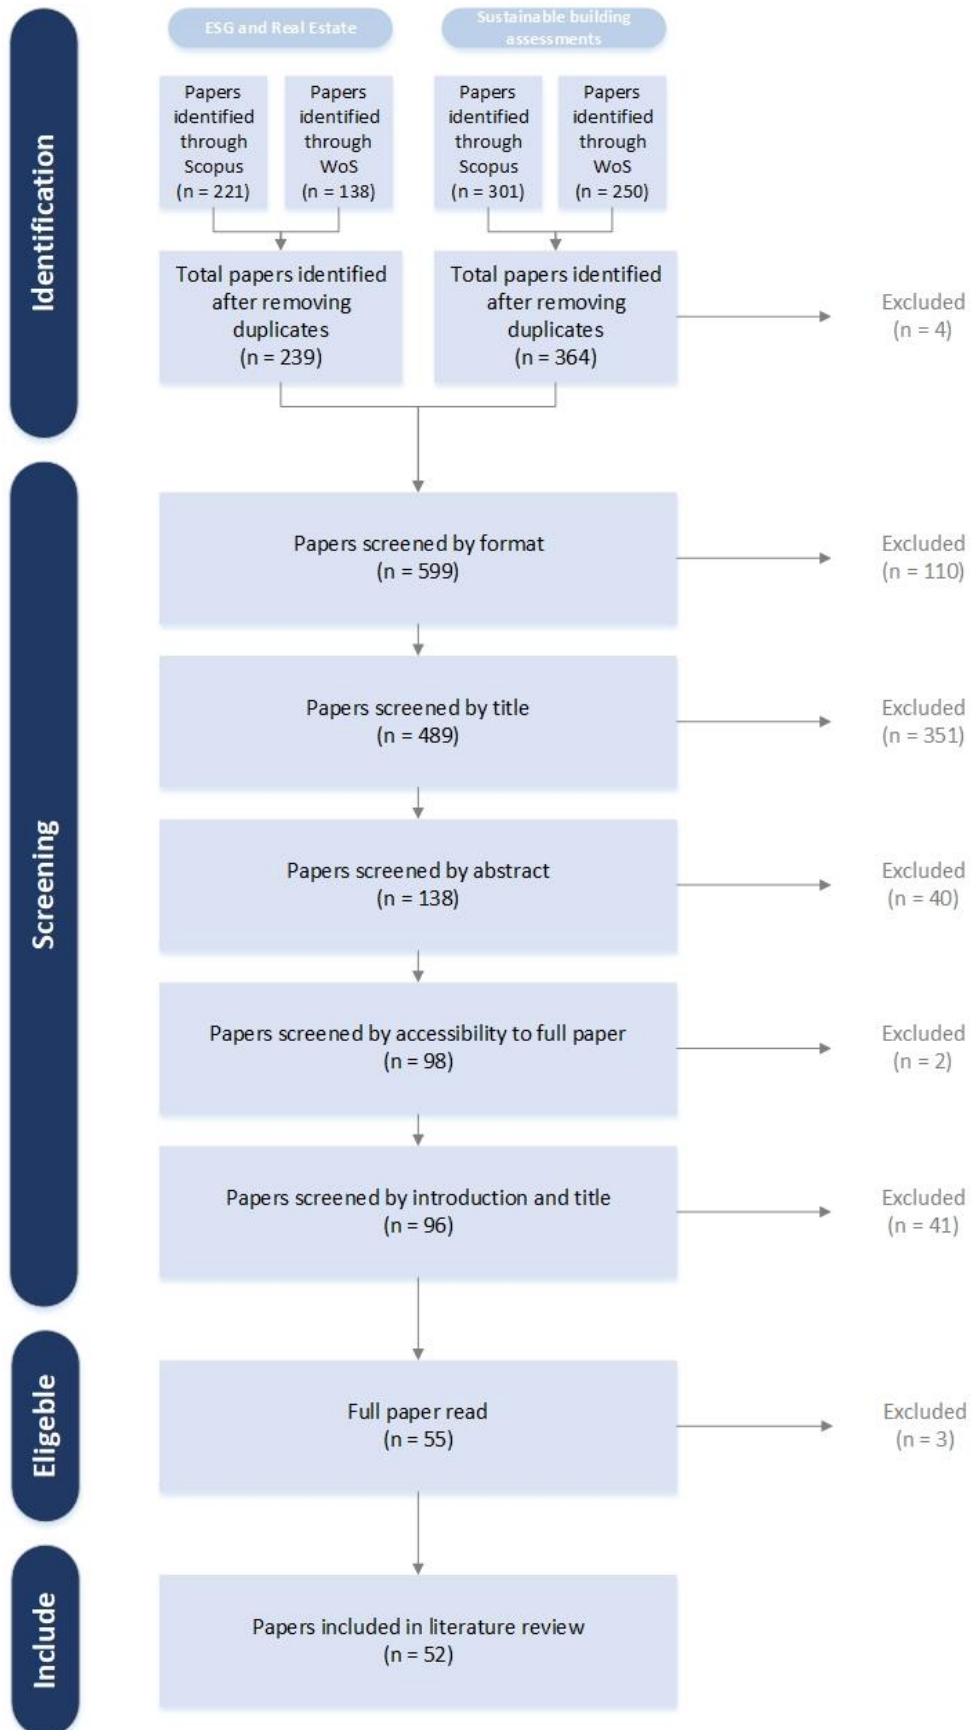 Identification
ESG and Real Estate
Sustainable building
assessments
Papers
identified
through
Scopus
(n = 221)
Papers
identified
through
WoS
(n = 138)
Papers
identified
through
Scopus
(n = 301)
Papers
identified
through
WoS
(n = 250)
Total papers identified
after removing
duplicates
(n = 239)
Total papers identified
after removing
duplicates
(n = 364)
Excluded
(n = 4)
Screening
Papers screened by format
(n = 599)
Excluded
(n = 110)
Papers screened by title
(n = 489)
Excluded
(n = 351)
Papers screened by abstract
(n = 138)
Excluded
(n = 40)
Papers screened by accessibility to full paper
(n = 98)
Excluded
(n = 2)
Papers screened by introduction and title
(n = 96)
Excluded
(n = 41)
Eligeble
Full paper read
(n = 55)
Excluded
(n = 3)
Include
Papers included in literature review
(n = 52)